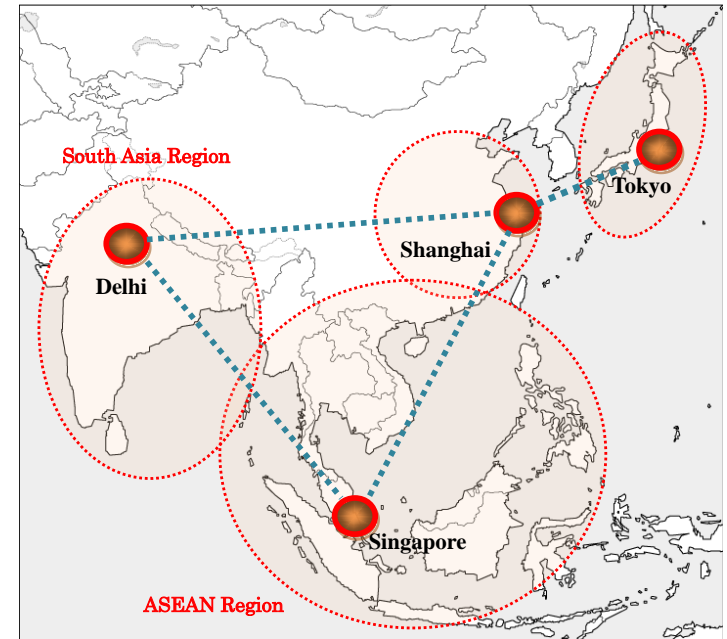 South Asia Region
Tokyo
Shanghai
Delhi
Singapore
ASEAN Region